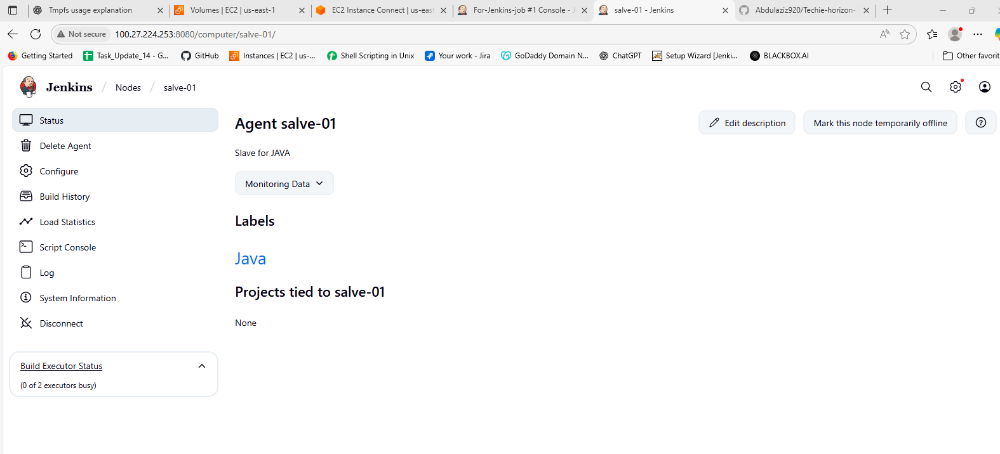 Tmpfs usage explanation
Volumes | EC2 | us-east-1
EC2 Instance Connect | us-east
For-Jenkins-job #1 Console - J
salve-01 - Jenkins
Abdulaziz920/Techie-horizon-
Not secure
100.27.224.253:8080/computer/salve-01/
Getting Started
Task_Update_14 - G...
GitHub
Instances | EC2 | us-...
Shell Scripting in Unix
Your work - Jira
GoDaddy Domain N...
ChatGPT
Setup Wizard [Jenki...
BLACKBOX.AI
Other favorit
Jenkins / Nodes / salve-01
Status
Delete Agent
Configure
Build History
Load Statistics
Script Console
Log
System Information
Disconnect
Build Executor Status
(0 of 2 executors busy)
Agent salve-01
Edit description
Mark this node temporarily offline
Slave for JAVA
Monitoring Data
Labels
Java
Projects tied to salve-01
None